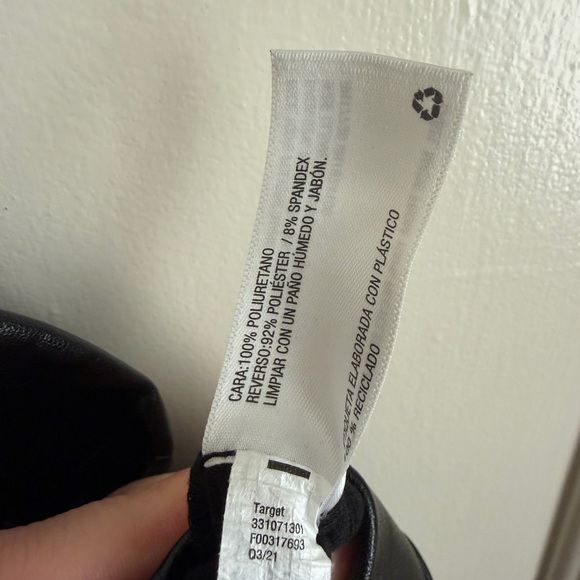 CARA:100% POLIURETANO
REVERSO:92% POLIÉSTER / 8% SPANDEX
LIMPIAR CON UN PAÑO HÚMEDO Y JABÓN.
ELABORADA CON PLÁSTICO
% RECICLADO
Target
331071301
F00317693
Q3/21